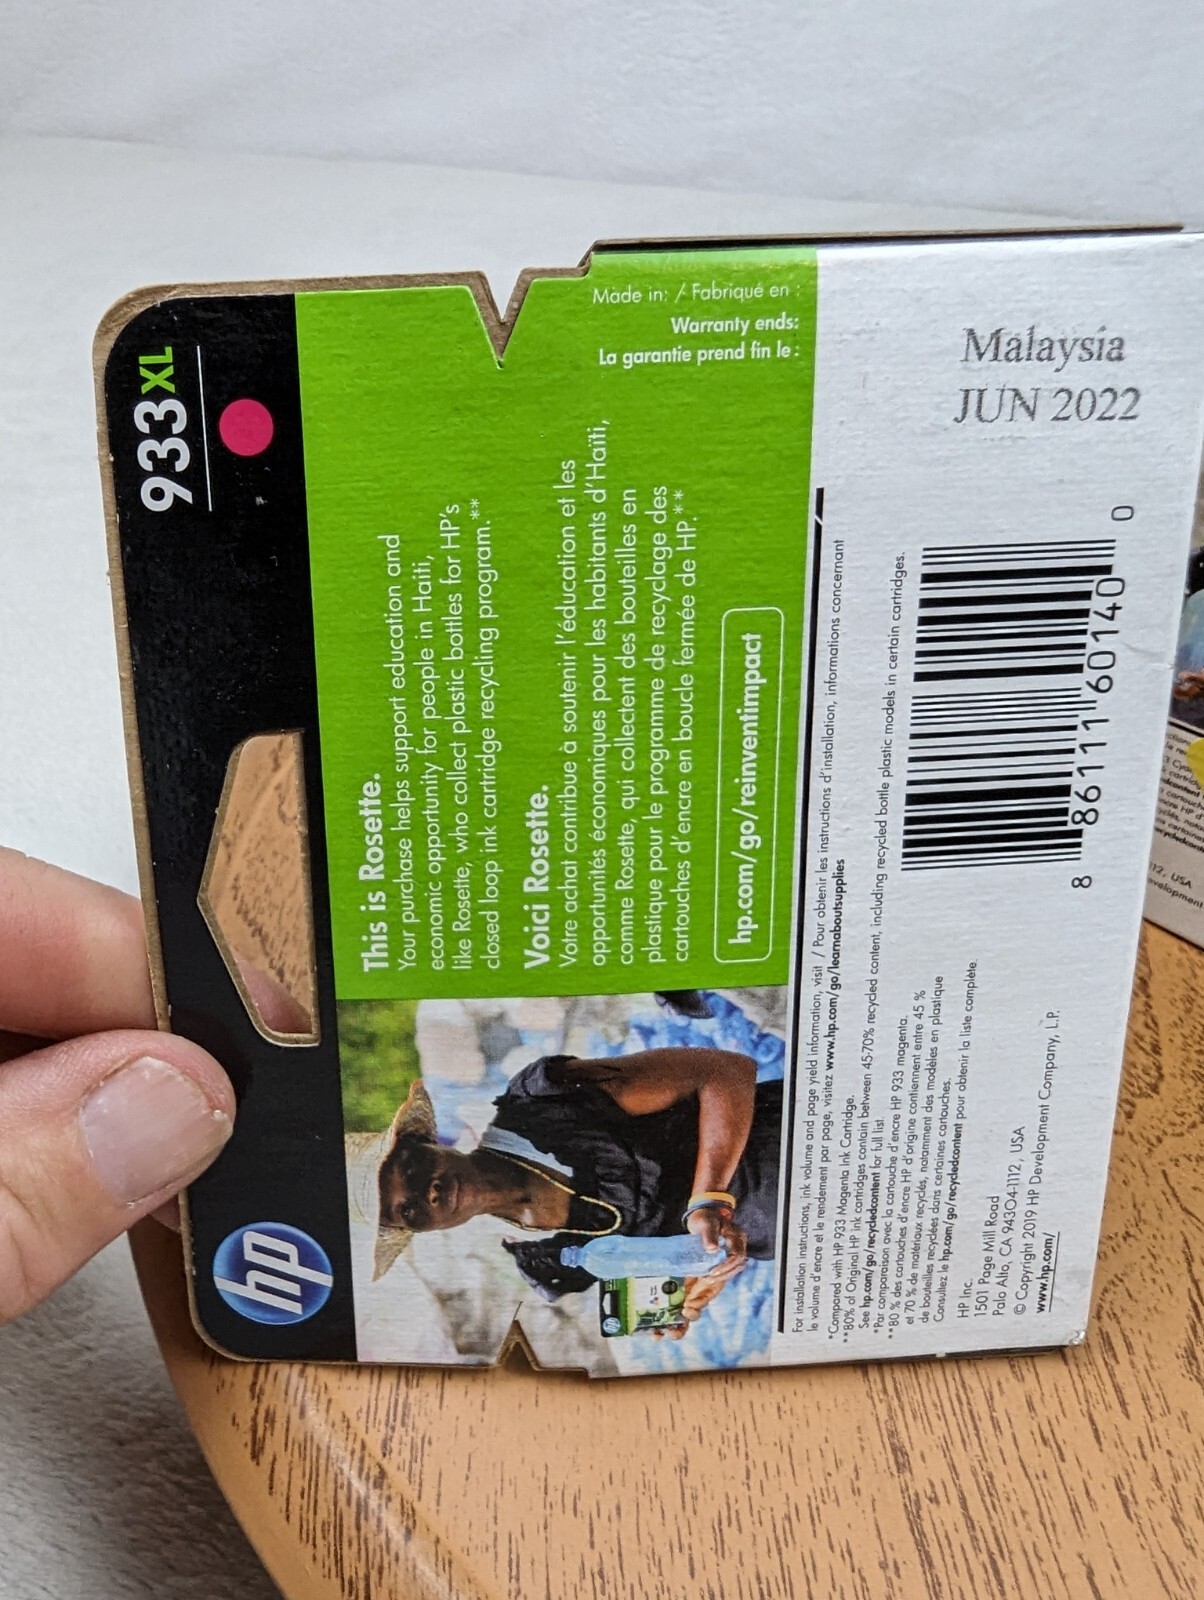 933XL
hp
This is Rosette.
Your purchase helps support education and
economic opportunity for people in Haiti,
like Rosette, who collect plastic bottles for HP's
closed loop ink cartridge recycling program.**
Voici Rosette.
Votre achat contribue à soutenir l'éducation et les
opportunités économiques pour les habitants d'Haïti,
comme Rosette, qui collectent des bouteilles en
plastique pour le programme de recyclage des
cartouches d'encre en boucle fermée de HP.**
hp.com/go/reinventimpact
Made in: / Fabriqué en :
Warranty ends:
La garantie prend fin le :
Malaysia
JUN 2022
For installation instructions, ink volume and page yield information, visit / Pour obtenir les instructions d'installation, informations concernant
le volume d'encre et le rendement par page, visitez www.hp.com/go/learnaboutsupplies
*Compared with HP 933 Magenta Ink Cartridge.
**80% of Original HP ink cartridges contain between 45-70% recycled content, including recycled bottle plastic models in certain cartridges.
See hp.com/go/recycledcontent for full list.
*Par comparaison avec la cartouche d'encre HP 933 magenta.
**80 % des cartouches d'encre HP d'origine contiennent entre 45 %
et 70 % de matériaux recyclés, notamment des modèles en plastique
de bouteilles recyclées dans certaines cartouches.
Consultez le hp.com/go/recycledcontent pour obtenir la liste complète.
HP Inc.
1501 Page Mill Road
Palo Alto, CA 94304-1112, USA
© Copyright 2019 HP Development Company, L.P.
www.hp.com/
8 86111 60140 0
112, USA